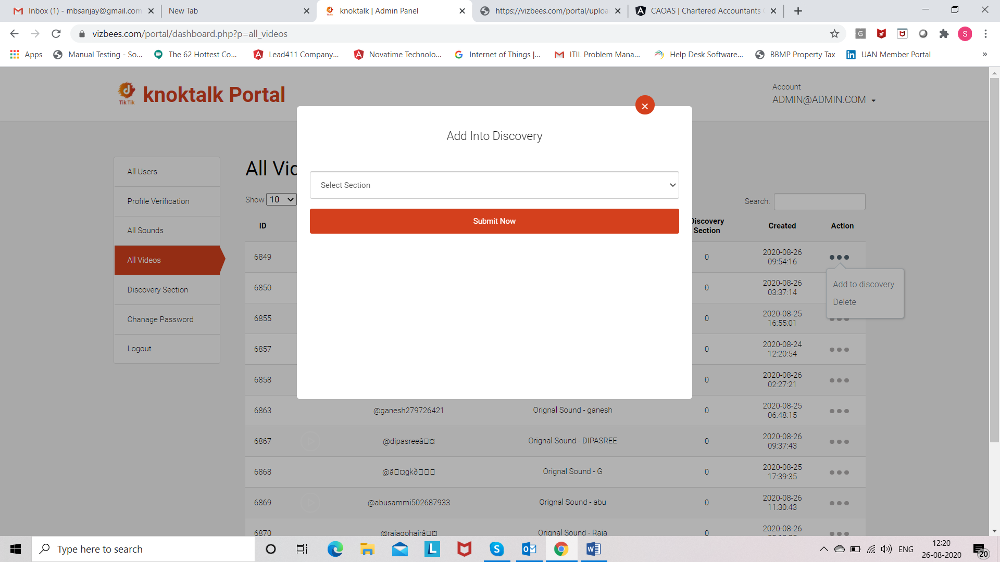 Inbox (1) - mbsanjay@gmail.com
New Tab
knoktalk | Admin Panel
https://vizbees.com/portal/uploa
CAOAS | Chartered Accountants
vizbees.com/portal/dashboard.php?p=all_videos
G
S
Apps
Manual Testing - So...
The 62 Hottest Co...
Lead411 Company...
Novatime Technolo...
Internet of Things |...
ITIL Problem Mana...
Help Desk Software...
BBMP Property Tax
UAN Member Portal
»
Tik Tik
knoktalk Portal
Account
ADMIN@ADMIN.COM
Add Into Discovery
Select Section
Submit Now
All Users
Profile Verification
All Sounds
All Videos
Discovery Section
Chanage Password
Logout
All Vid
Show 10
Search:
ID
Discovery
Section
Created
Action
6849 0 2020-08-26
09:54:16
Add to discovery
Delete
6850 0 2020-08-26
03:37:14
6855 0 2020-08-25
16:55:01
6857 0 2020-08-24
12:20:54
6858 0 2020-08-26
02:27:21
6863 @ganesh279726421 Orignal Sound - ganesh 0 2020-08-25
06:48:15
6867 @dipasreeâ□¤ Orignal Sound - DIPASREE 0 2020-08-26
09:37:43
6868 @â□¤gkð□□□ Orignal Sound - G 0 2020-08-25
17:39:35
6869 @abusammi502687933 Orignal Sound - abu 0 2020-08-26
11:30:43
6870 @rajagohairâ□¤ Orignal Sound - Raja 0 2020-08-26
Type here to search
ENG
12:20
26-08-2020
20